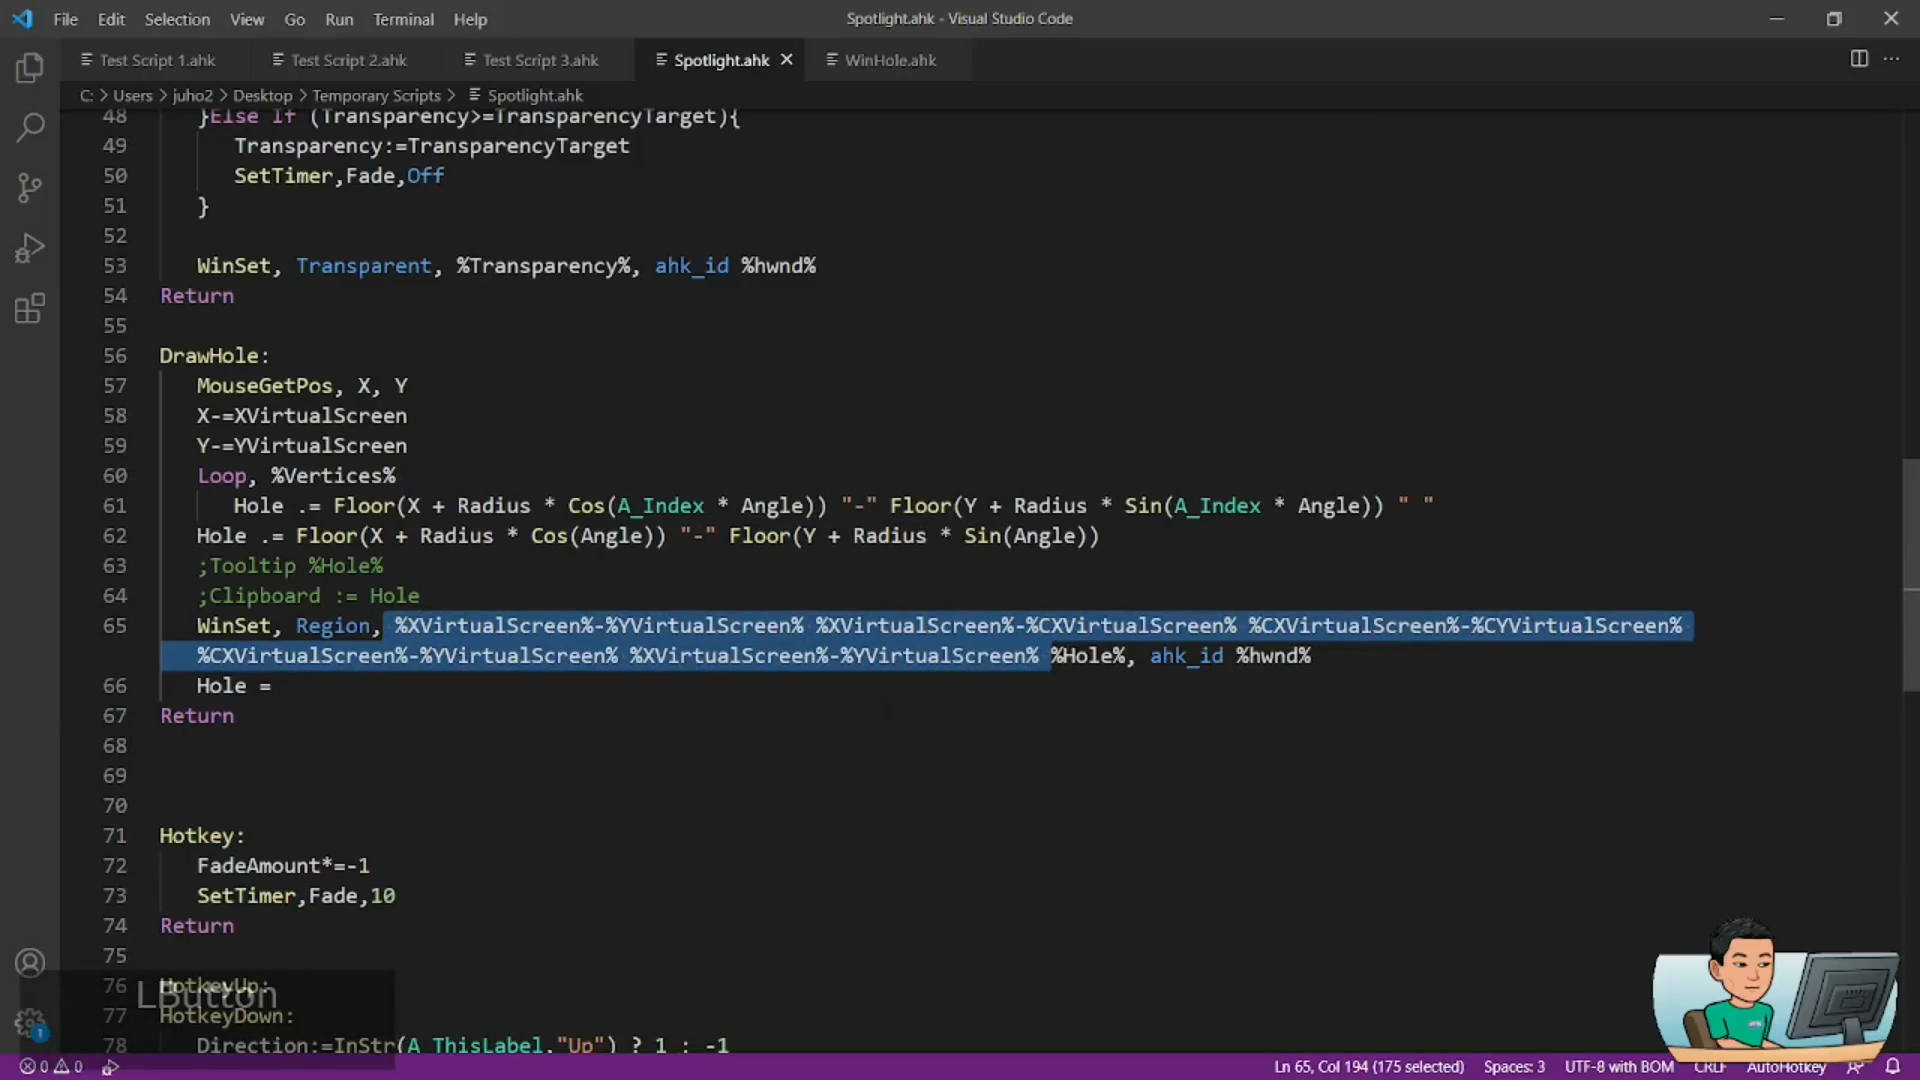 File Edit Selection View Go Run Terminal Help
Spotlight.ahk - Visual Studio Code
Test Script 1.ahk Test Script 2.ahk Test Script 3.ahk Spotlight.ahk WinHole.ahk
C: > Users > juho2 > Desktop > Temporary Scripts > Spotlight.ahk
48 }Else If (Transparency>=TransparencyTarget){
49 Transparency:=TransparencyTarget
50 SetTimer,Fade,Off
51 }
52
53 WinSet, Transparent, %Transparency%, ahk_id %hwnd%
54 Return
55
56 DrawHole:
57 MouseGetPos, X, Y
58 X-=XVirtualScreen
59 Y-=YVirtualScreen
60 Loop, %Vertices%
61 Hole .= Floor(X + Radius * Cos(A_Index * Angle)) "-" Floor(Y + Radius * Sin(A_Index * Angle)) " "
62 Hole .= Floor(X + Radius * Cos(Angle)) "-" Floor(Y + Radius * Sin(Angle))
63 ;Tooltip %Hole%
64 ;Clipboard := Hole
65 WinSet, Region, %XVirtualScreen%-%YVirtualScreen% %XVirtualScreen%-%CXVirtualScreen% %CXVirtualScreen%-%CYVirtualScreen%
%CXVirtualScreen%-%YVirtualScreen% %XVirtualScreen%-%YVirtualScreen% %Hole%, ahk_id %hwnd%
66 Hole =
67 Return
68
69
70
71 Hotkey:
72 FadeAmount*=-1
73 SetTimer,Fade,10
74 Return
75
76 HotkeyUp:
LButton
77 HotkeyDown:
78 Direction:=InStr(A_ThisLabel,"Up") ? 1 : -1
1
0 0 Ln 65, Col 194 (175 selected) Spaces: 3 UTF-8 with BOM CRLF AutoHotkey